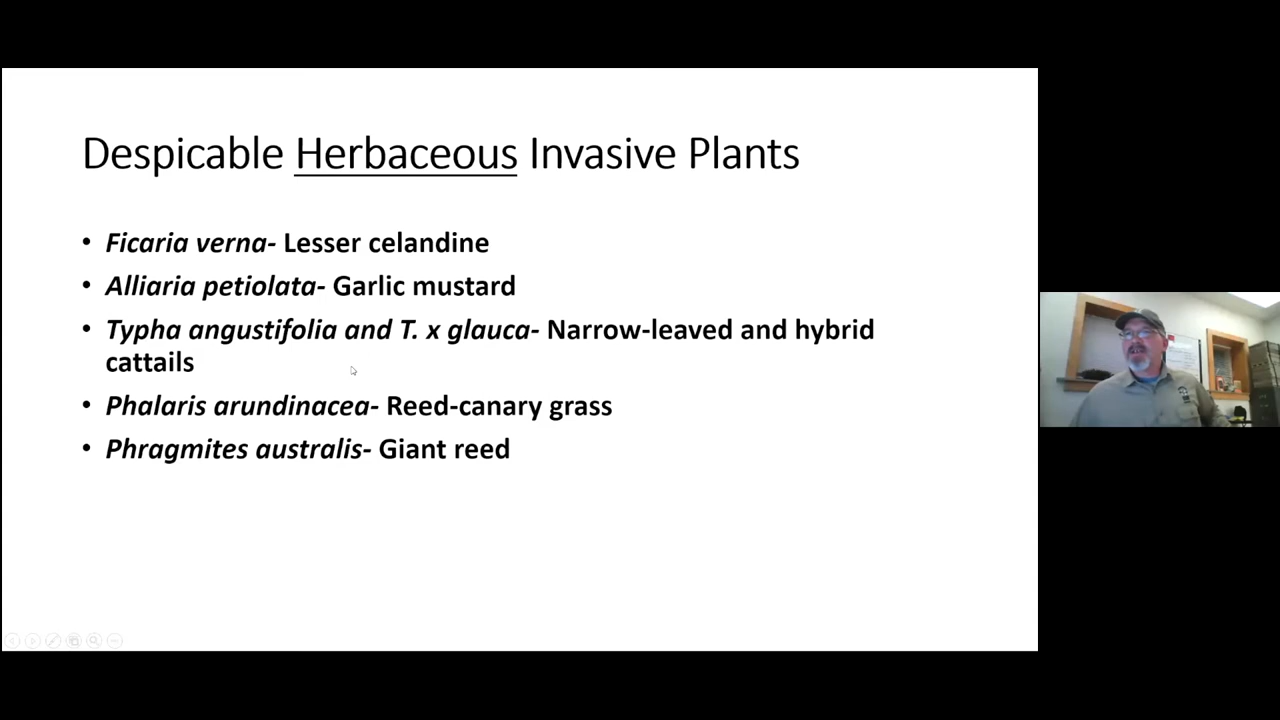 Despicable Herbaceous Invasive Plants
• Ficaria verna- Lesser celandine
• Alliaria petiolata- Garlic mustard
• Typha angustifolia and T. x glauca- Narrow-leaved and hybrid
cattails
• Phalaris arundinacea- Reed-canary grass
• Phragmites australis- Giant reed